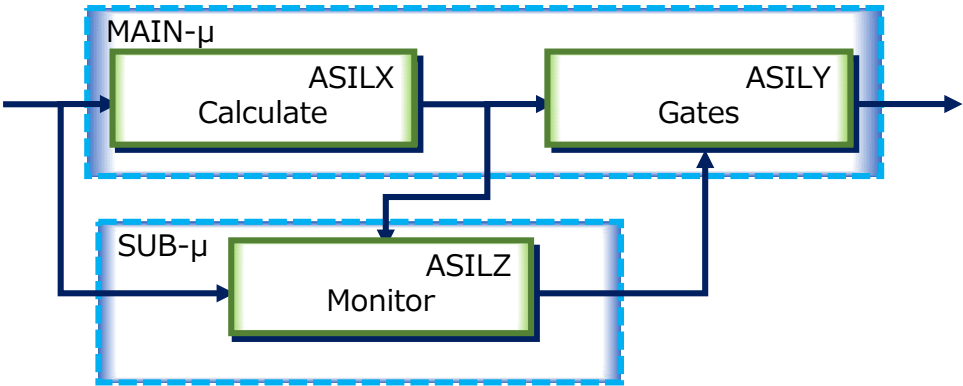 MAIN-μ
ASILX
Calculate
ASILY
Gates
SUB-μ
ASILZ
Monitor